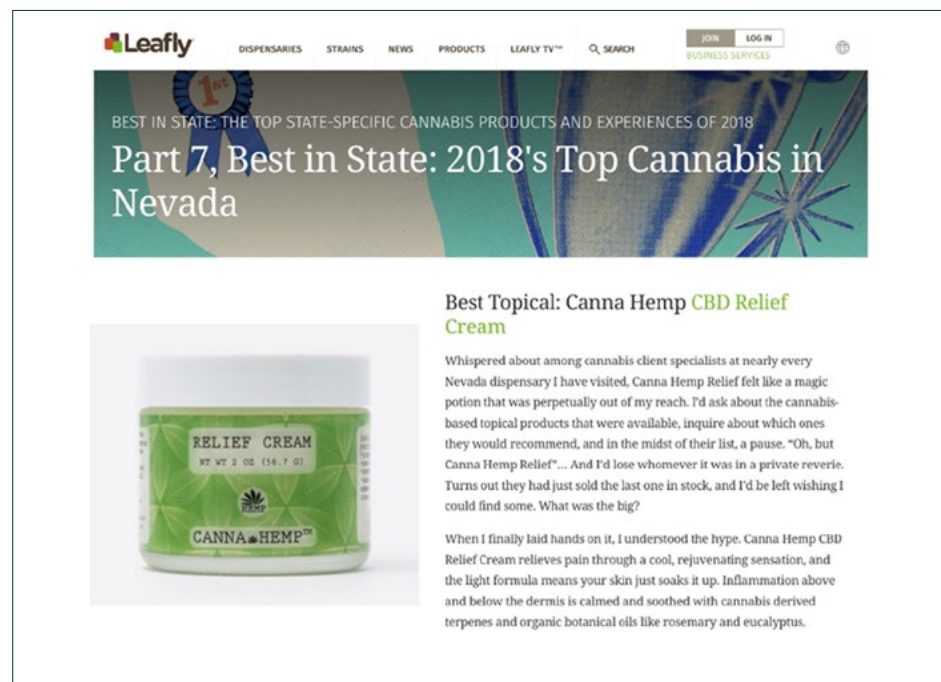 Leafly
DISPENSARIES STRAINS NEWS PRODUCTS LEAFLY TV™ SEARCH JOIN LOG IN
BUSINESS SERVICES
1st
BEST IN STATE: THE TOP STATE-SPECIFIC CANNABIS PRODUCTS AND EXPERIENCES OF 2018
Part 7, Best in State: 2018's Top Cannabis in
Nevada
Best Topical: Canna Hemp CBD Relief
Cream
Whispered about among cannabis client specialists at nearly every
Nevada dispensary I have visited, Canna Hemp Relief felt like a magic
potion that was perpetually out of my reach. I'd ask about the cannabis-
based topical products that were available, inquire about which ones
they would recommend, and in the midst of their list, a pause. “Oh, but
Canna Hemp Relief”... And I'd lose whomever it was in a private reverie.
Turns out they had just sold the last one in stock, and I'd be left wishing I
could find some. What was the big?
When I finally laid hands on it, I understood the hype. Canna Hemp CBD
Relief Cream relieves pain through a cool, rejuvenating sensation, and
the light formula means your skin just soaks it up. Inflammation above
and below the dermis is calmed and soothed with cannabis derived
terpenes and organic botanical oils like rosemary and eucalyptus.
RELIEF CREAM
NT WT 2 OZ (56.7 G)
HEMP
CANNA HEMP™